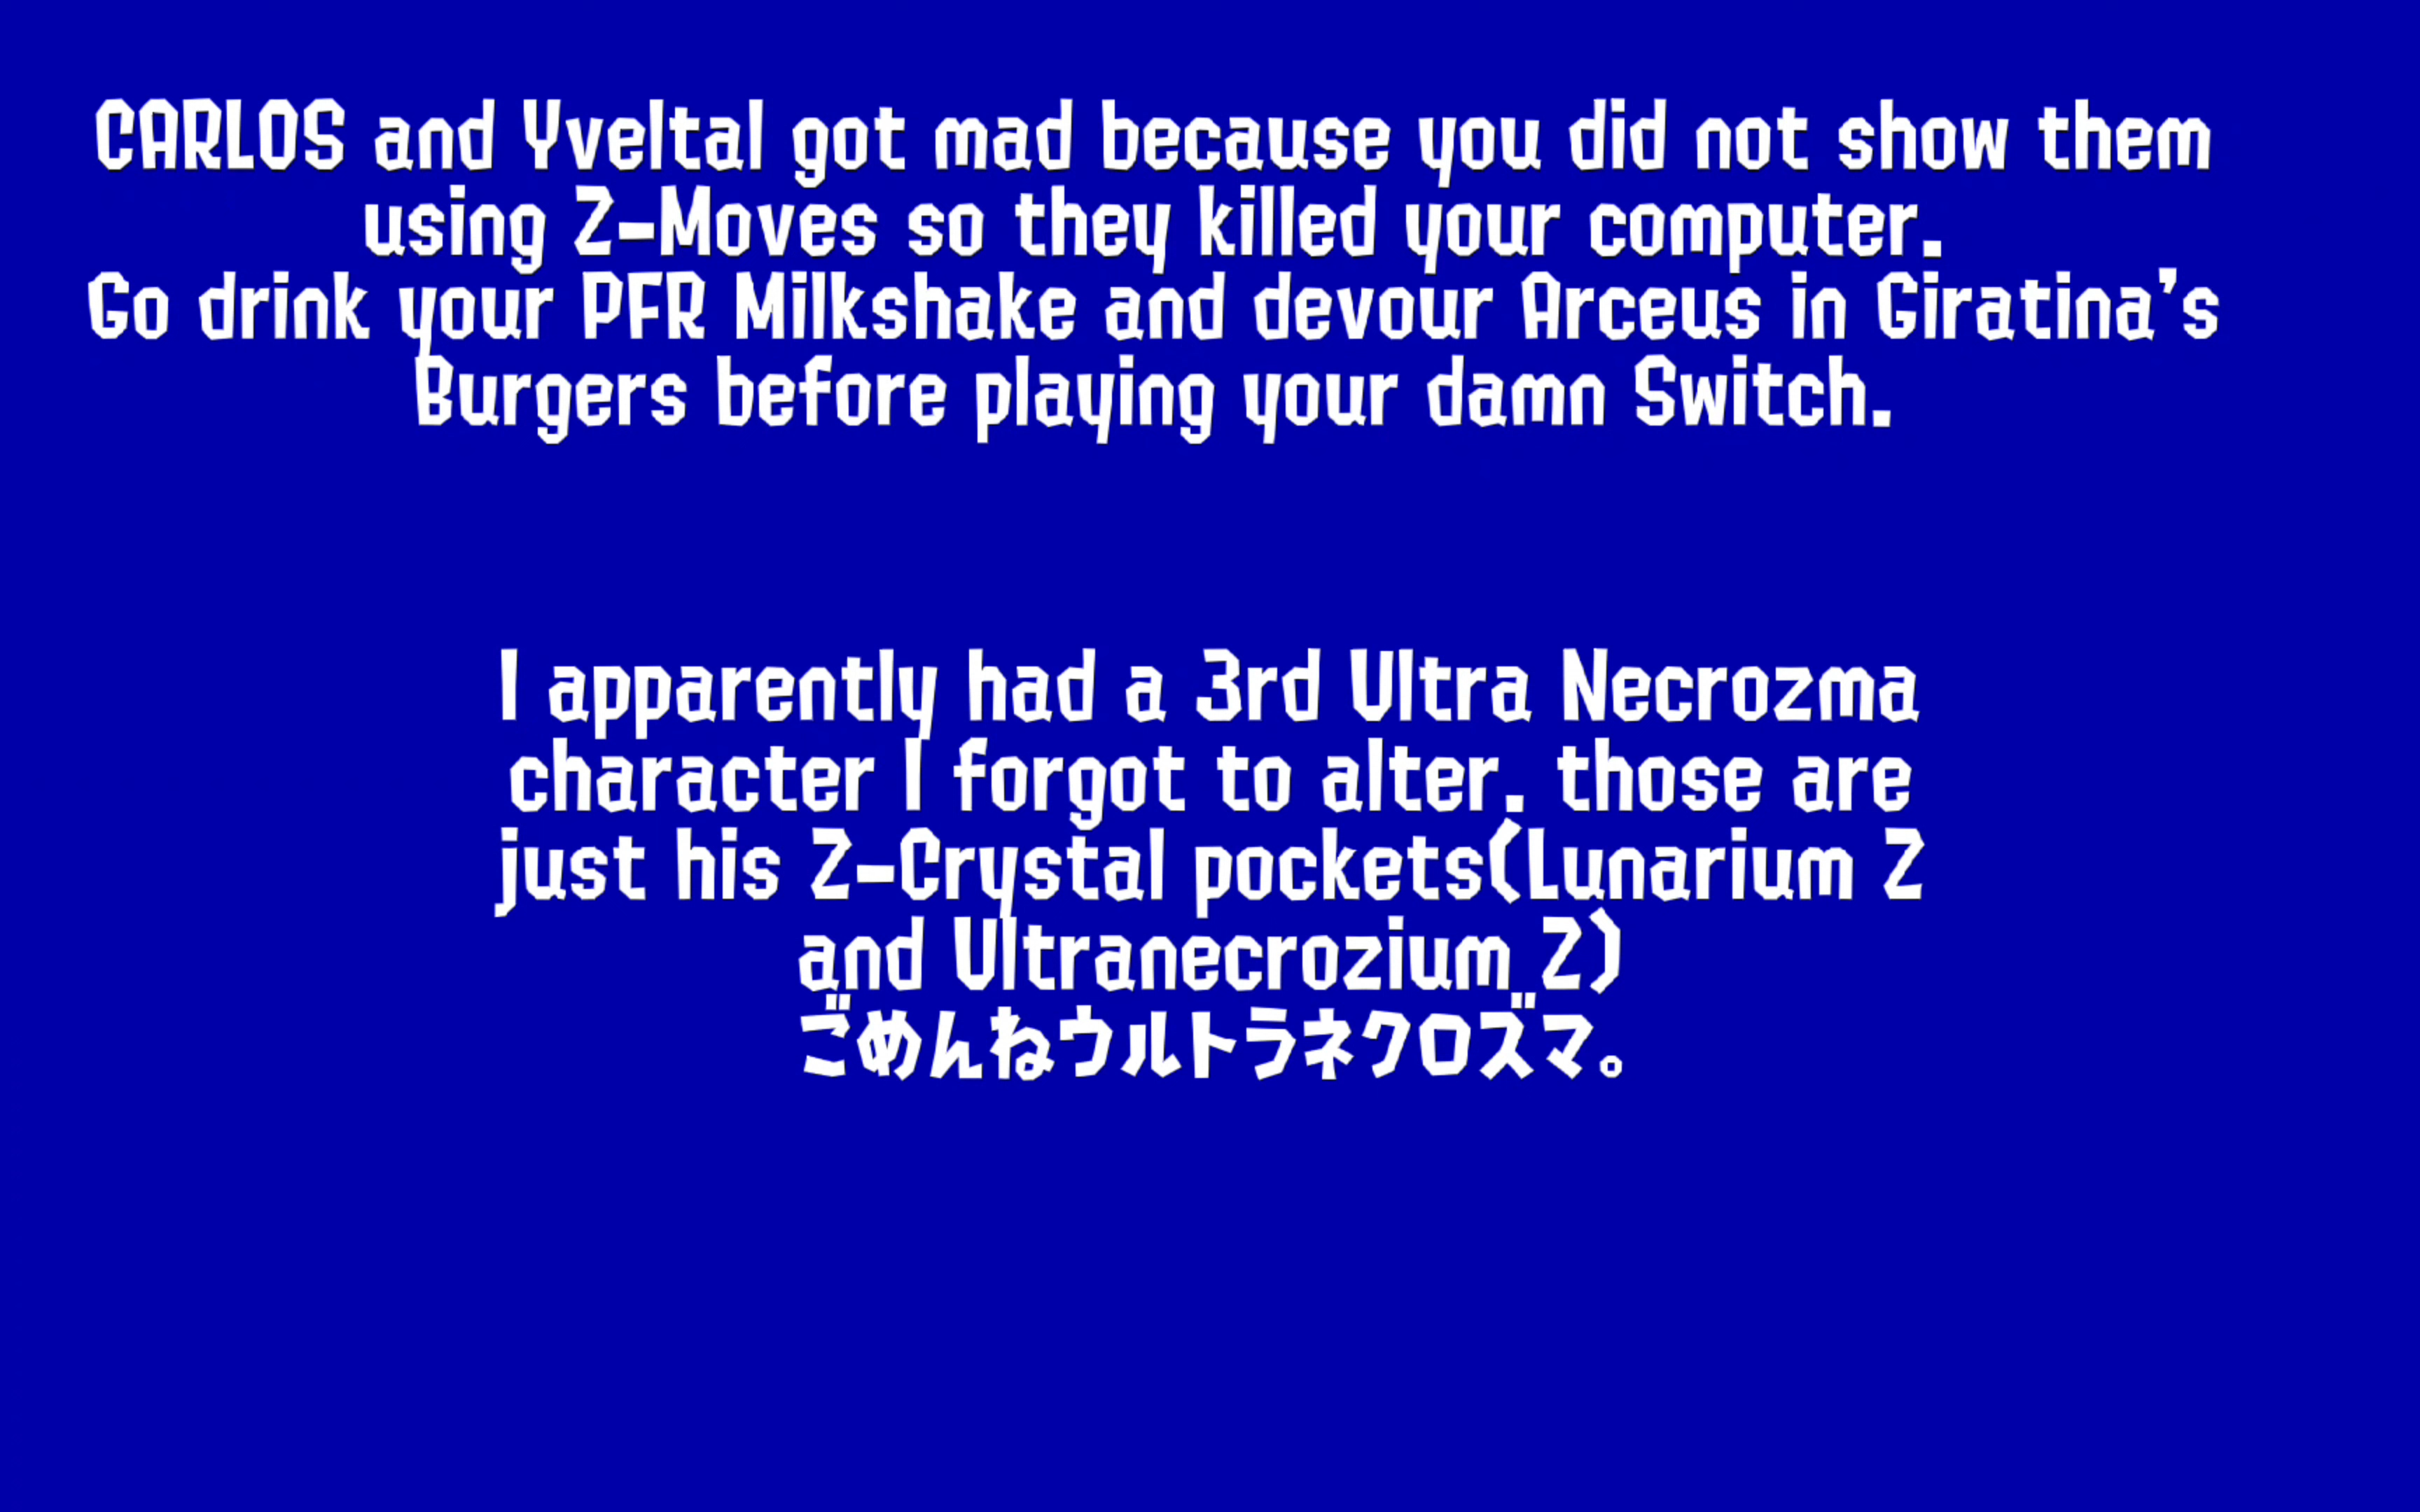 CARLOS and Yveltal got mad because you did not show them
using Z-Moves so they killed your computer.
Go drink your PFR Milkshake and devour Arceus in Giratina's
Burgers before playing your damn Switch.
I apparently had a 3rd Ultra Necrozma
character I forgot to alter. those are
just his Z-Crystal pockets(Lunarium Z
and Ultranecrozium Z)
ごめんねウルトラネクロズマ。